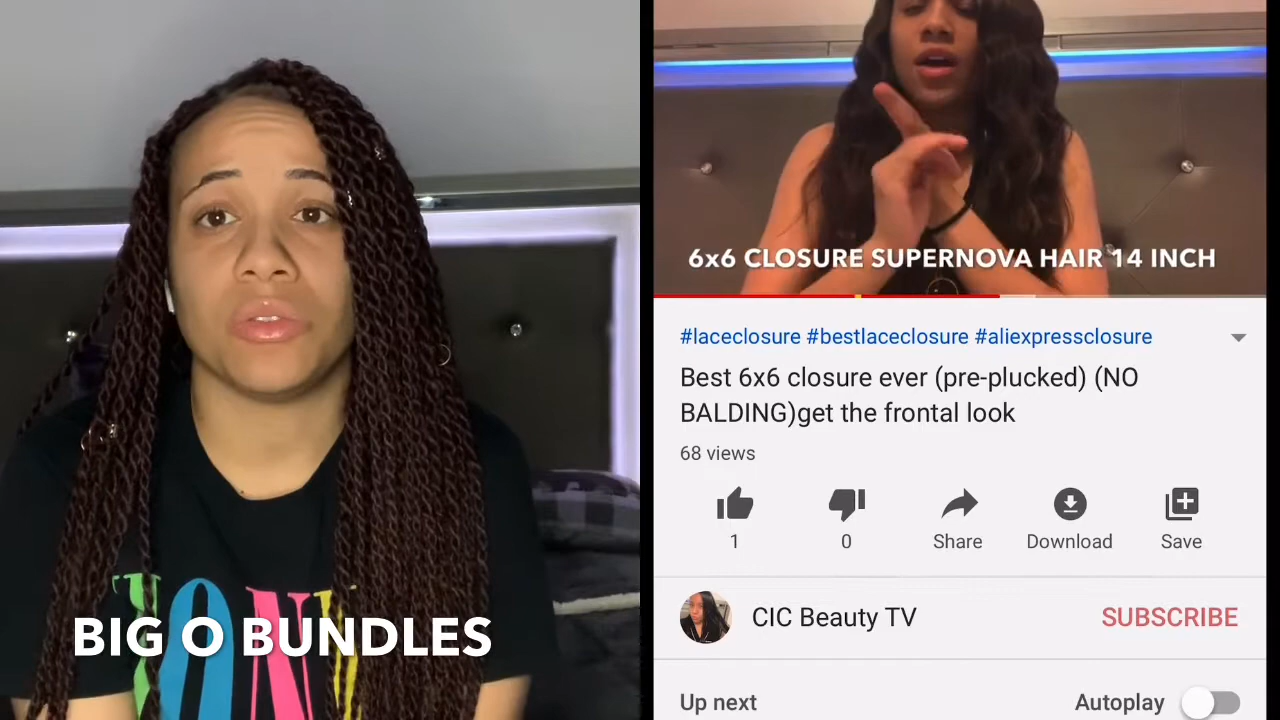 BIG O BUNDLES
6x6 CLOSURE SUPERNOVA HAIR 14 INCH
#laceclosure #bestlaceclosure #aliexpressclosure
Best 6x6 closure ever (pre-plucked) (NO
BALDING)get the frontal look
68 views
1
0
Share
Download
Save
CIC Beauty TV
SUBSCRIBE
Up next
Autoplay